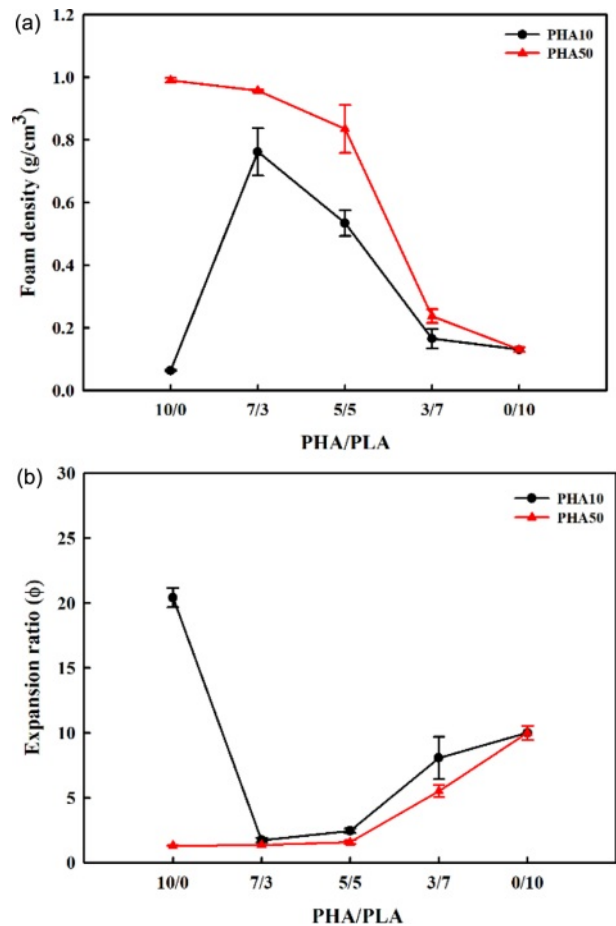 (a)
1.2
1.0
0.8
0.6
0.4
0.2
0.0
Foam density (g/cm³)
PHA10
PHA50
10/0 7/3 5/5 3/7 0/10
PHA/PLA
(b)
30
25
20
15
10
5
0
Expansion ratio (ϕ)
PHA10
PHA50
10/0 7/3 5/5 3/7 0/10
PHA/PLA